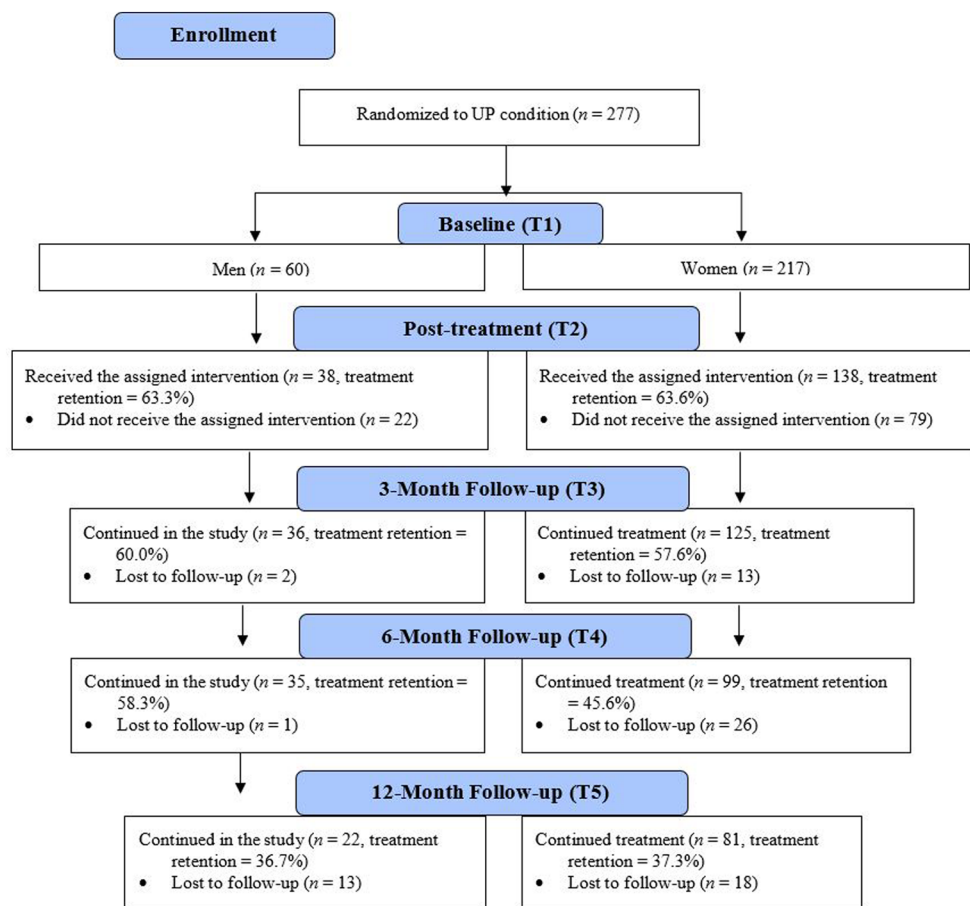 Enrollment
Randomized to UP condition (n = 277)
Baseline (T1)
Men (n = 60)
Women (n = 217)
Post-treatment (T2)
Received the assigned intervention (n = 38, treatment
retention = 63.3%)
• Did not receive the assigned intervention (n = 22)
Received the assigned intervention (n = 138, treatment
retention = 63.6%)
• Did not receive the assigned intervention (n = 79)
3-Month Follow-up (T3)
Continued in the study (n = 36, treatment retention =
60.0%)
• Lost to follow-up (n = 2)
Continued treatment (n = 125, treatment
retention = 57.6%)
• Lost to follow-up (n = 13)
6-Month Follow-up (T4)
Continued in the study (n = 35, treatment retention =
58.3%)
• Lost to follow-up (n = 1)
Continued treatment (n = 99, treatment retention
= 45.6%)
• Lost to follow-up (n = 26)
12-Month Follow-up (T5)
Continued in the study (n = 22, treatment
retention = 36.7%)
• Lost to follow-up (n = 13)
Continued treatment (n = 81, treatment
retention = 37.3%)
• Lost to follow-up (n = 18)